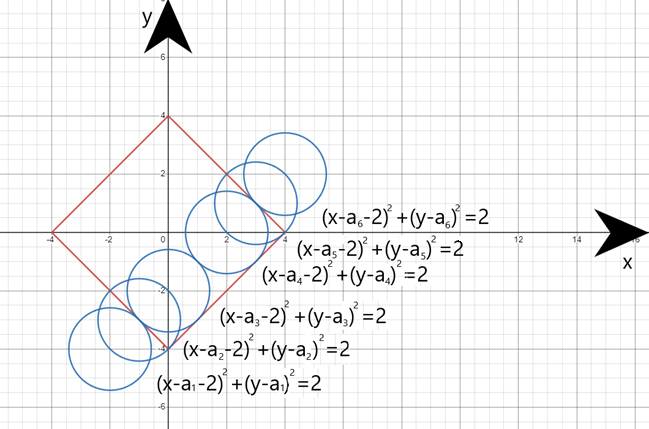 y
6
4
2
-4
-2
0
2
4
12
14
16
x
-2
-4
-6
(x-a₆-2)²+(y-a₆)²=2
(x-a₅-2)²+(y-a₅)²=2
(x-a₄-2)²+(y-a₄)²=2
(x-a₃-2)²+(y-a₃)²=2
(x-a₂-2)²+(y-a₂)²=2
(x-a₁-2)²+(y-a₁)²=2